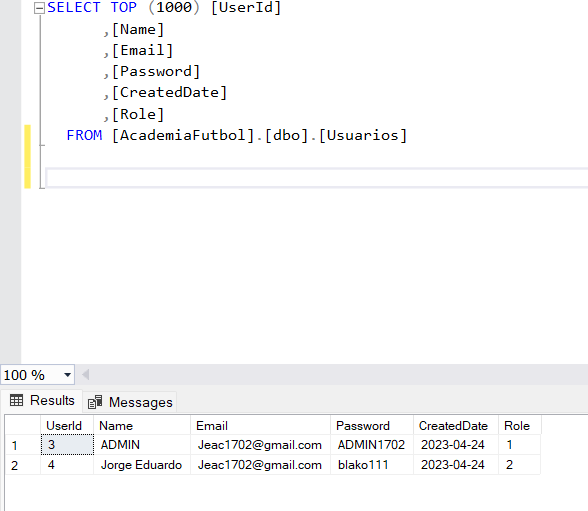 SELECT TOP (1000) [UserId]
,[Name]
,[Email]
,[Password]
,[CreatedDate]
,[Role]
FROM [AcademiaFutbol].[dbo].[Usuarios]
100 %
Results Messages
UserId Name Email Password CreatedDate Role
1 3 ADMIN Jeac1702@gmail.com ADMIN1702 2023-04-24 1
2 4 Jorge Eduardo Jeac1702@gmail.com blako111 2023-04-24 2